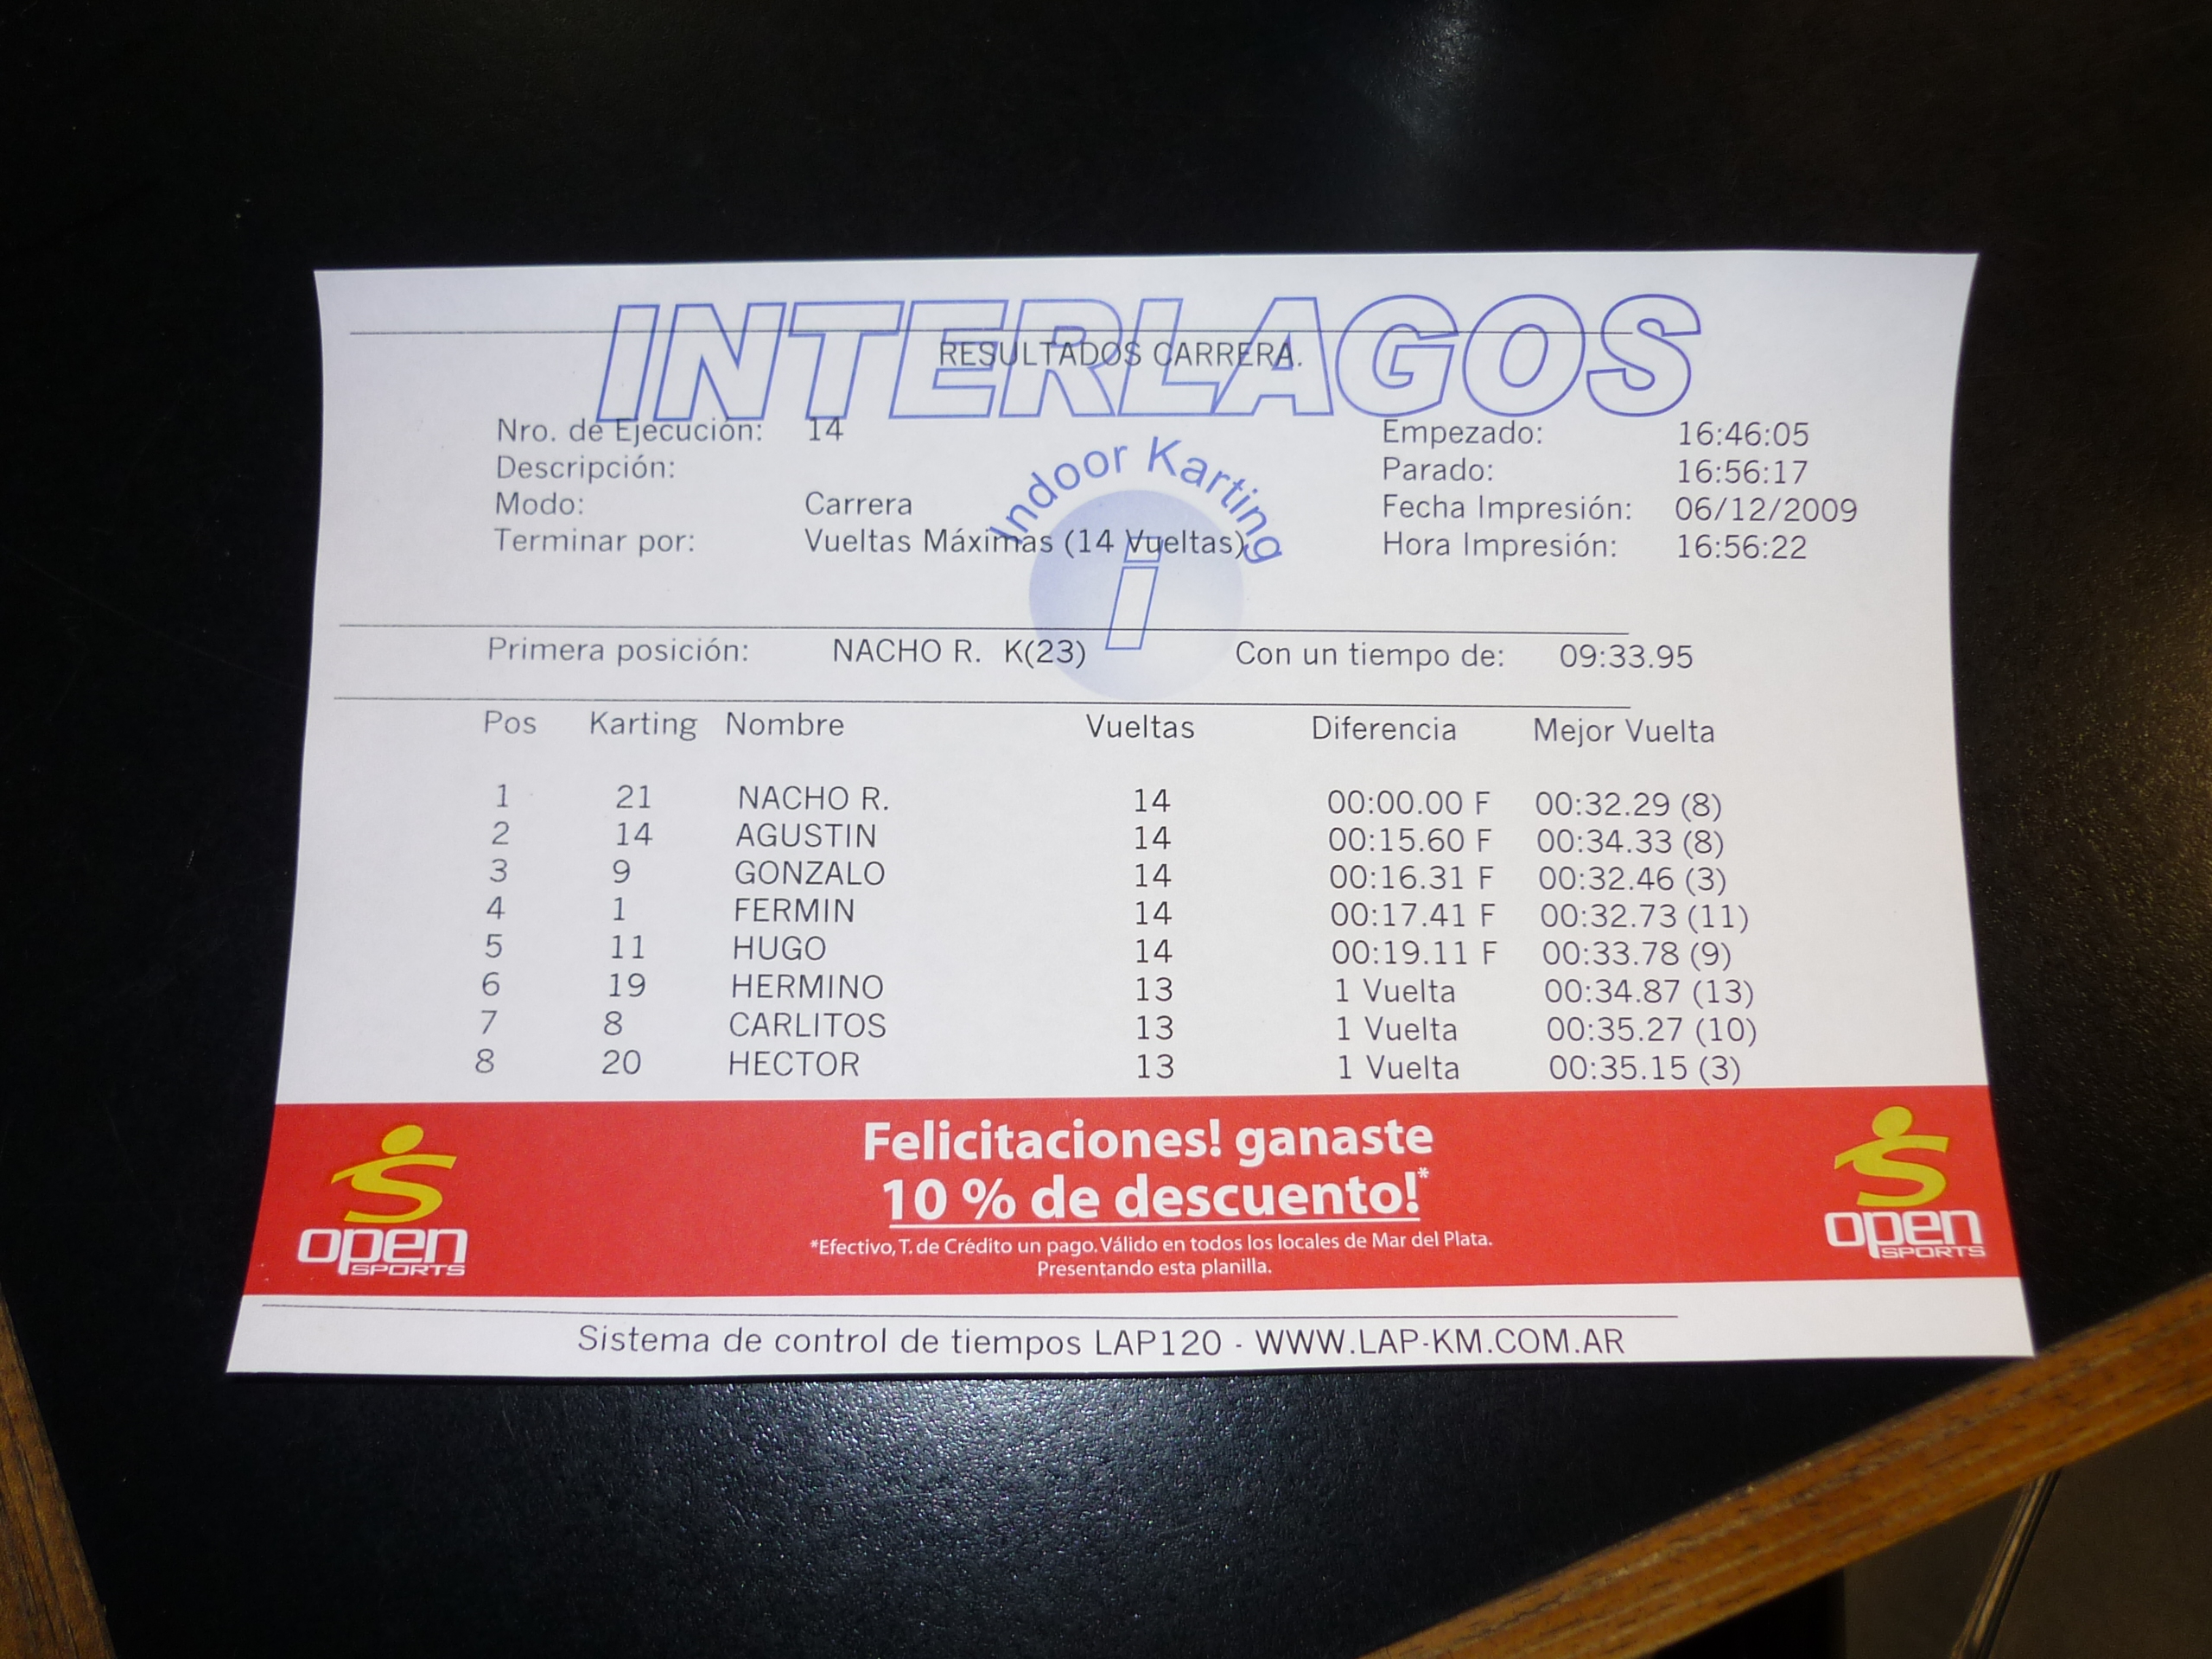 INTERLAGOS
RESULTADOS CARRERA.
Indoor Karting
i
Nro. de Ejecución: 14 Empezado: 16:46:05
Descripción: Parado: 16:56:17
Modo: Carrera Fecha Impresión: 06/12/2009
Terminar por: Vueltas Máximas (14 Vueltas) Hora Impresión: 16:56:22
Primera posición: NACHO R. K(23) Con un tiempo de: 09:33.95
Pos Karting Nombre Vueltas Diferencia Mejor Vuelta
1 21 NACHO R. 14 00:00.00 F 00:32.29 (8)
2 14 AGUSTIN 14 00:15.60 F 00:34.33 (8)
3 9 GONZALO 14 00:16.31 F 00:32.46 (3)
4 1 FERMIN 14 00:17.41 F 00:32.73 (11)
5 11 HUGO 14 00:19.11 F 00:33.78 (9)
6 19 HERMINO 13 1 Vuelta 00:34.87 (13)
7 8 CARLITOS 13 1 Vuelta 00:35.27 (10)
8 20 HECTOR 13 1 Vuelta 00:35.15 (3)
open SPORTS
Felicitaciones! ganaste
10 % de descuento!*
*Efectivo, T. de Crédito un pago. Válido en todos los locales de Mar del Plata.
Presentando esta planilla.
open SPORTS
Sistema de control de tiempos LAP120 - WWW.LAP-KM.COM.AR